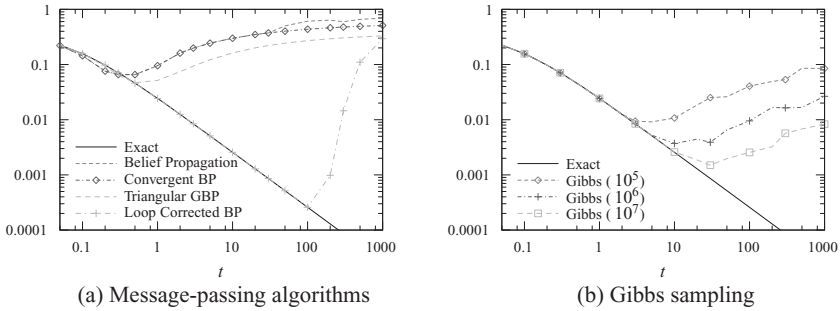 1
0.1
0.01
0.001
0.0001
Exact
Belief Propagation
Convergent BP
Triangular GBP
Loop Corrected BP
0.1 1 10 100 1000
t
(a) Message-passing algorithms
1
0.1
0.01
0.001
0.0001
Exact
Gibbs ( 10^5)
Gibbs ( 10^6)
Gibbs ( 10^7)
0.1 1 10 100 1000
t
(b) Gibbs sampling